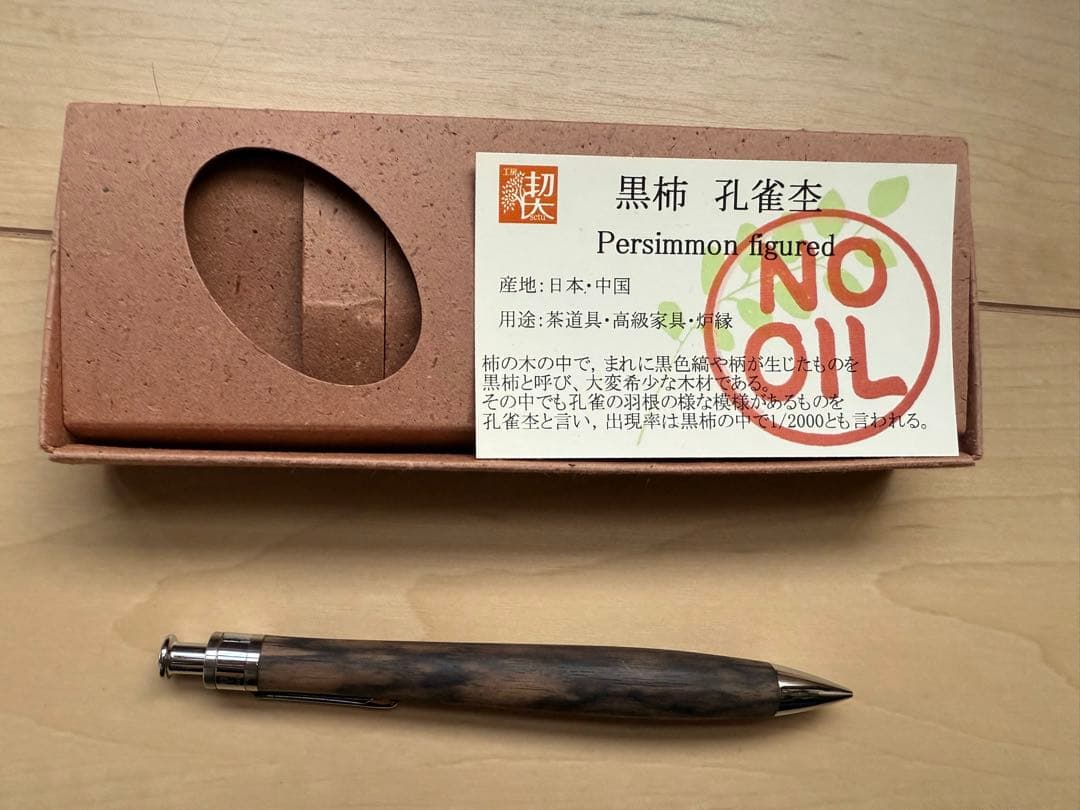 工房
楔
setu
黒柿 孔雀杢
Persimmon figured
NO
OIL
産地：日本・中国
用途：茶道具・高級家具・炉縁
柿の木の中で，まれに黒色縞や柄が生じたものを
黒柿と呼び、大変希少な木材である。
その中でも孔雀の羽根の様な模様があるものを
孔雀杢と言い，出現率は黒柿の中で1/2000とも言われる。